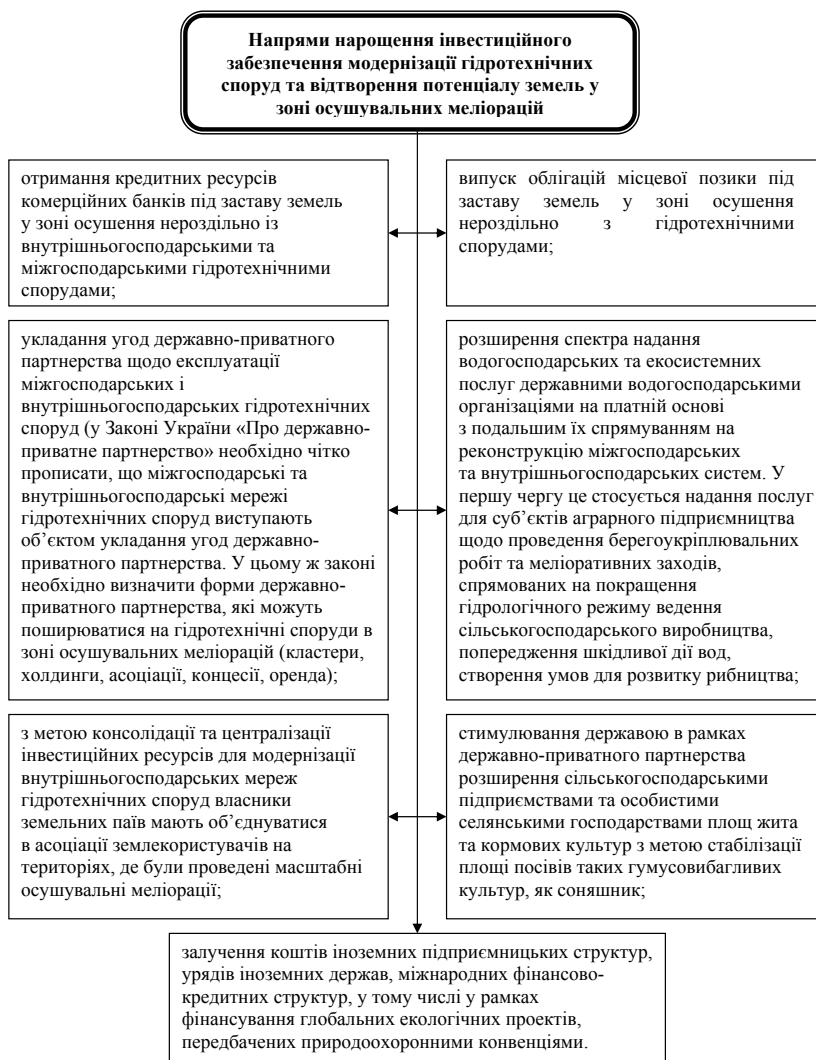 Напрями нарощення інвестиційного
забезпечення модернізації гідротехнічних
споруд та відтворення потенціалу земель у
зоні осушувальних меліорацій
отримання кредитних ресурсів
комерційних банків під заставу земель
у зоні осушення нероздільно із
внутрішньогосподарськими та
міжгосподарськими гідротехнічними
спорудами;
випуск облігацій місцевої позики під
заставу земель у зоні осушення
нероздільно з гідротехнічними
спорудами;
укладання угод державно-приватного
партнерства щодо експлуатації
міжгосподарських і
внутрішньогосподарських гідротехнічних
споруд (у Законі України «Про державно-
приватне партнерство» необхідно чітко
прописати, що міжгосподарські та
внутрішньогосподарські мережі
гідротехнічних споруд виступають
об’єктом укладання угод державно-
приватного партнерства. У цьому ж законі
необхідно визначити форми державно-
приватного партнерства, які можуть
поширюватися на гідротехнічні споруди в
зоні осушувальних меліорацій (кластери,
холдинги, асоціації, концесії, оренда);
розширення спектра надання
водогосподарських та екосистемних
послуг державними водогосподарськими
організаціями на платній основі
з подальшим їх спрямуванням на
реконструкцію міжгосподарських
та внутрішньогосподарських систем. У
першу чергу це стосується надання послуг
для суб’єктів аграрного підприємництва
щодо проведення берегоукріплювальних
робіт та меліоративних заходів,
спрямованих на покращення
гідрологічного режиму ведення
сільськогосподарського виробництва,
попередження шкідливої дії вод,
створення умов для розвитку рибництва;
з метою консолідації та централізації
інвестиційних ресурсів для модернізації
внутрішньогосподарських мереж
гідротехнічних споруд власники
земельних паїв мають об’єднуватися
в асоціації землекористувачів на
територіях, де були проведені масштабні
осушувальні меліорації;
стимулювання державою в рамках
державно-приватного партнерства
розширення сільськогосподарськими
підприємствами та особистими
селянськими господарствами площ жита
та кормових культур з метою стабілізації
площі посівів таких гумусовибагливих
культур, як соняшник;
залучення коштів іноземних підприємницьких структур,
урядів іноземних держав, міжнародних фінансово-
кредитних структур, у тому числі у рамках
фінансування глобальних екологічних проектів,
передбачених природоохоронними конвенціями.